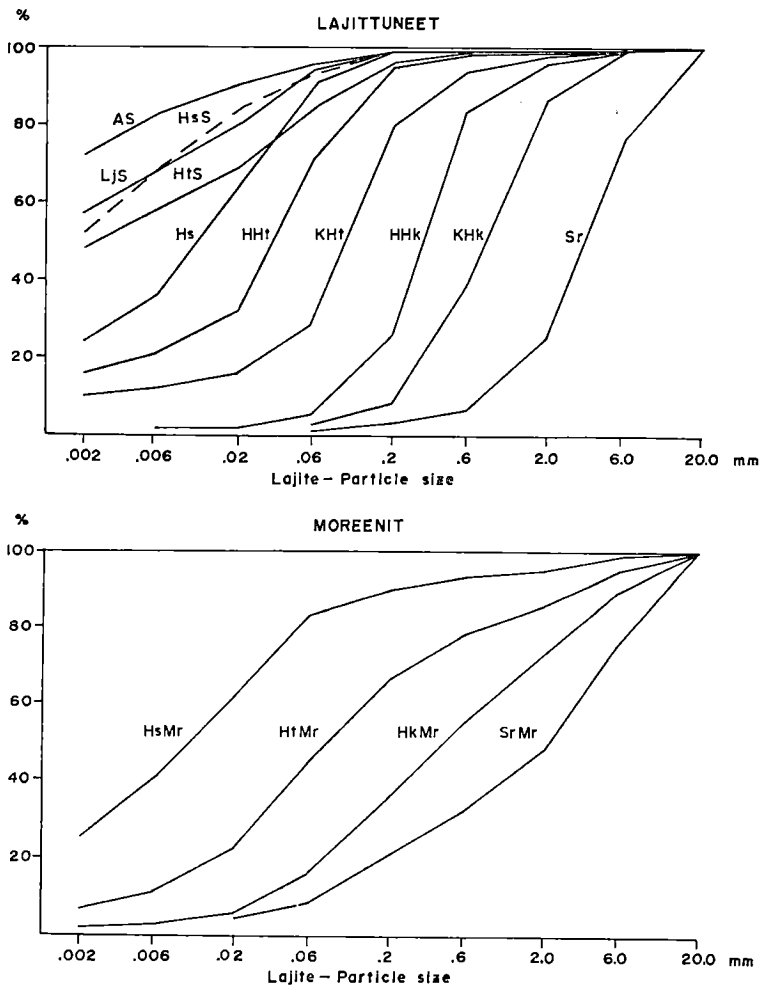 %
LAJITTUNEET
100
80
60
40
20
AS
HsS
LjS
HtS
Hs
HHt
KHt
HHk
KHk
Sr
.002 .006 .02 .06 .2 .6 2.0 6.0 20.0 mm
Lajite – Particle size
%
MOREENIT
100
80
60
40
20
HsMr
HtMr
HkMr
SrMr
.002 .006 .02 .06 .2 .6 2.0 6.0 20.0 mm
Lajite – Particle size